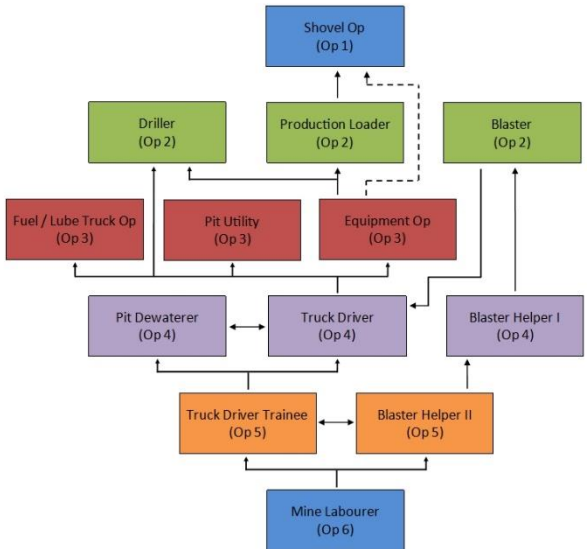 Shovel Op
(Op 1)
Driller
(Op 2)
Production Loader
(Op 2)
Blaster
(Op 2)
Fuel / Lube Truck Op
(Op 3)
Pit Utility
(Op 3)
Equipment Op
(Op 3)
Pit Dewaterer
(Op 4)
Truck Driver
(Op 4)
Blaster Helper I
(Op 4)
Truck Driver Trainee
(Op 5)
Blaster Helper II
(Op 5)
Mine Labourer
(Op 6)